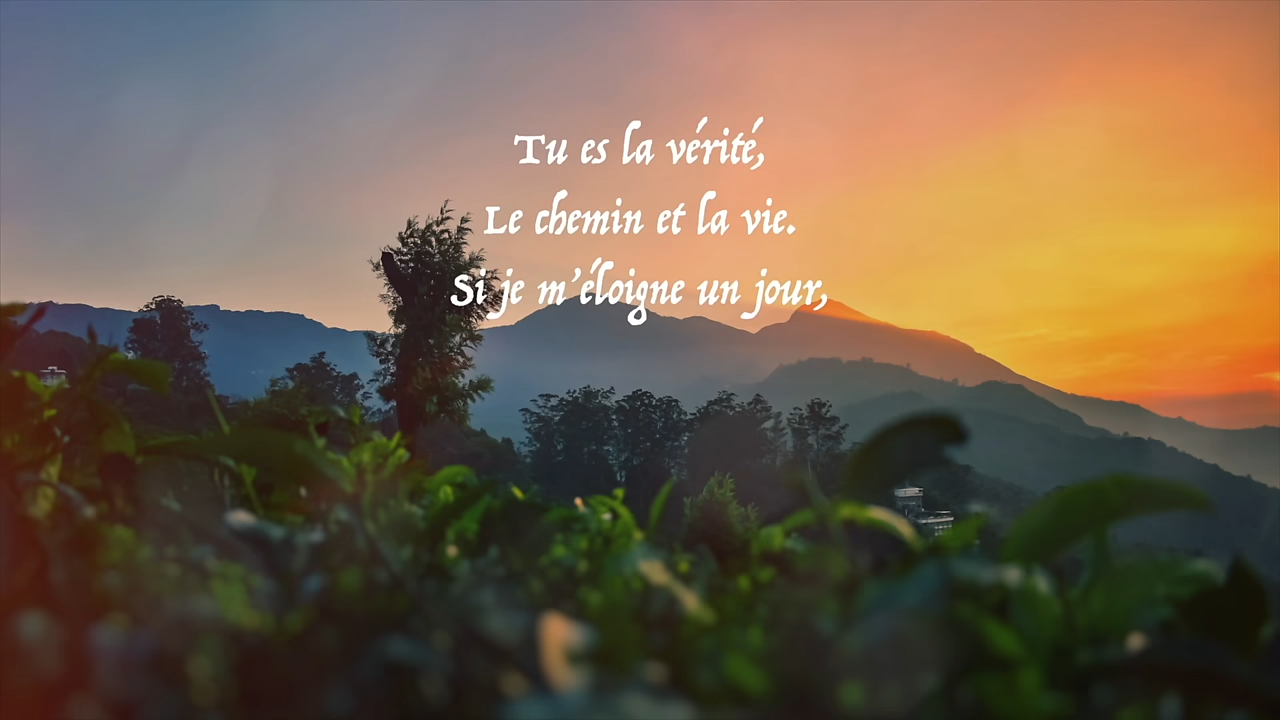 Tu es la vérité,
Le chemin et la vie.
Si je m'éloigne un jour,